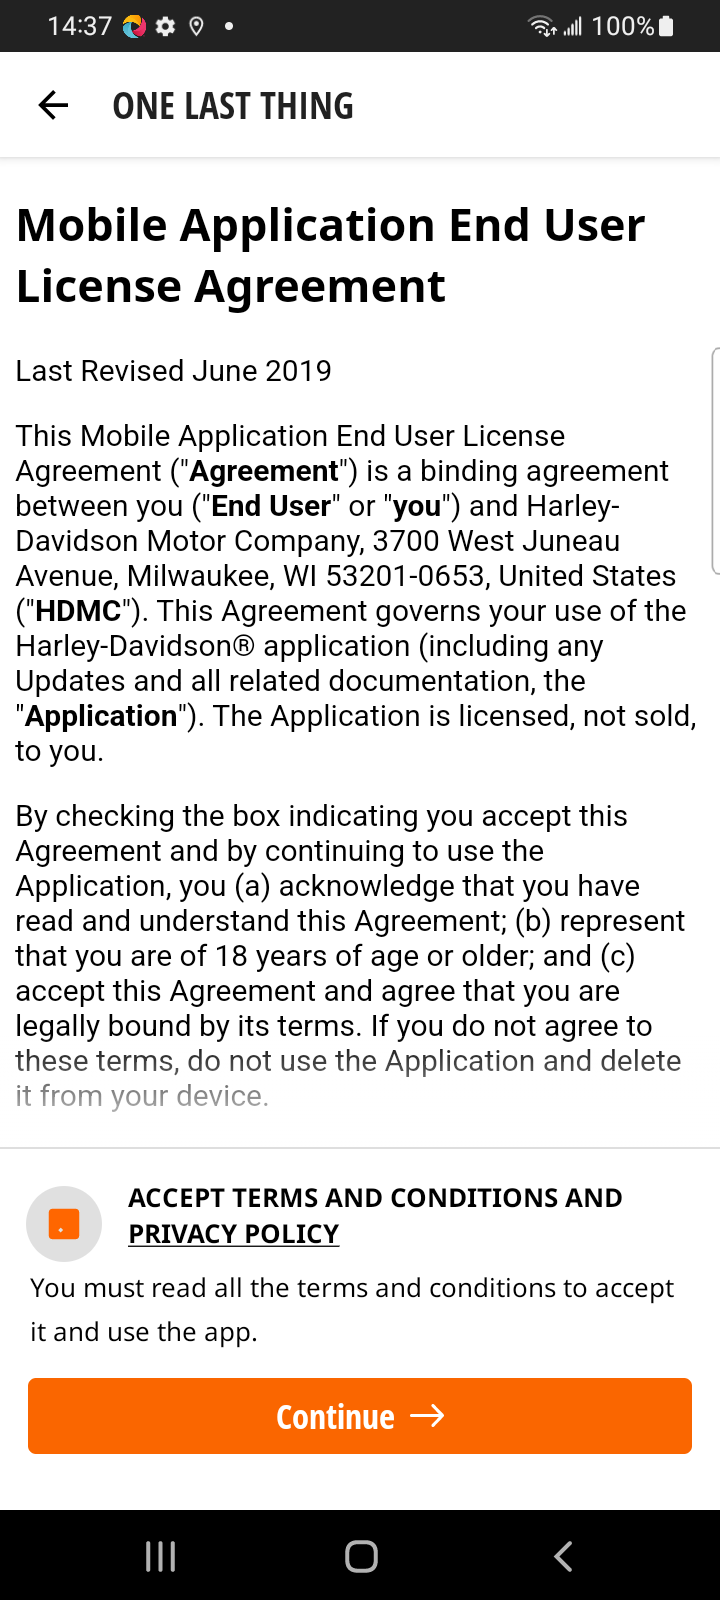 14:37
100%
ONE LAST THING
Mobile Application End User
License Agreement
Last Revised June 2019
This Mobile Application End User License
Agreement ("Agreement") is a binding agreement
between you ("End User" or "you") and Harley-
Davidson Motor Company, 3700 West Juneau
Avenue, Milwaukee, WI 53201-0653, United States
("HDMC"). This Agreement governs your use of the
Harley-Davidson® application (including any
Updates and all related documentation, the
"Application"). The Application is licensed, not sold,
to you.
By checking the box indicating you accept this
Agreement and by continuing to use the
Application, you (a) acknowledge that you have
read and understand this Agreement; (b) represent
that you are of 18 years of age or older; and (c)
accept this Agreement and agree that you are
legally bound by its terms. If you do not agree to
these terms, do not use the Application and delete
it from your device.
ACCEPT TERMS AND CONDITIONS AND
PRIVACY POLICY
You must read all the terms and conditions to accept
it and use the app.
Continue